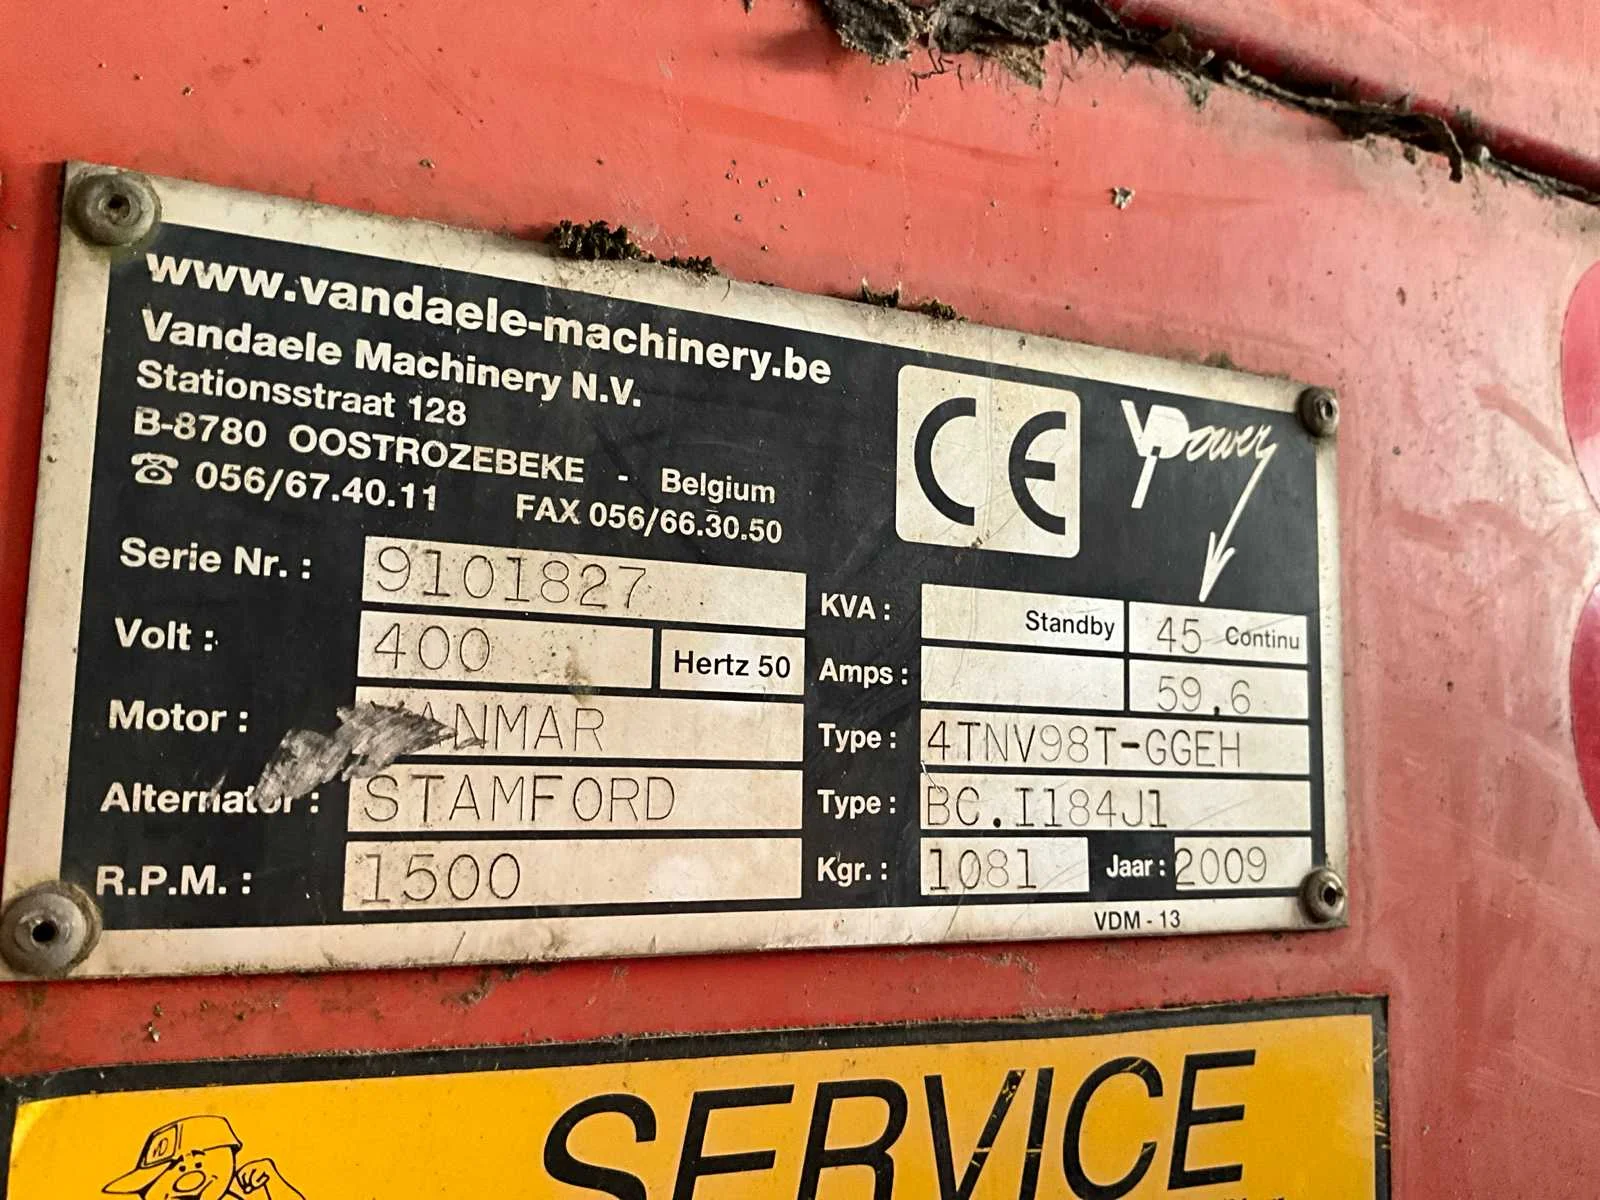 www.vandaele-machinery.be
Vandaele Machinery N.V.
Stationsstraat 128
B-8780 OOSTROZEBEKE - Belgium
☎ 056/67.40.11 FAX 056/66.30.50
CE
VD Power
Serie Nr. : 9101827
KVA : Standby 45 Continu
Volt : 400 Hertz 50
Amps : 59.6
Motor : YANMAR
Type : 4TNV98T-GGEH
Alternator : STAMFORD
Type : BC.I184J1
R.P.M. : 1500
Kgr. : 1081 Jaar : 2009
VDM - 13
SERVICE